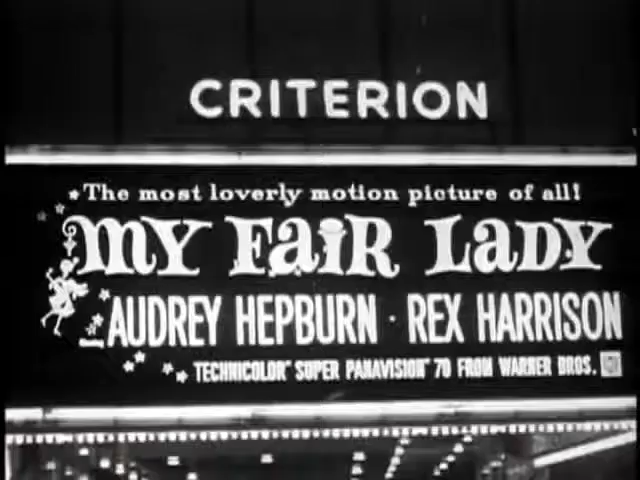 CRITERION
The most loverly motion picture of all!
MY FAIR LADY
AUDREY HEPBURN · REX HARRISON
TECHNICOLOR® SUPER PANAVISION® 70 FROM WARNER BROS.